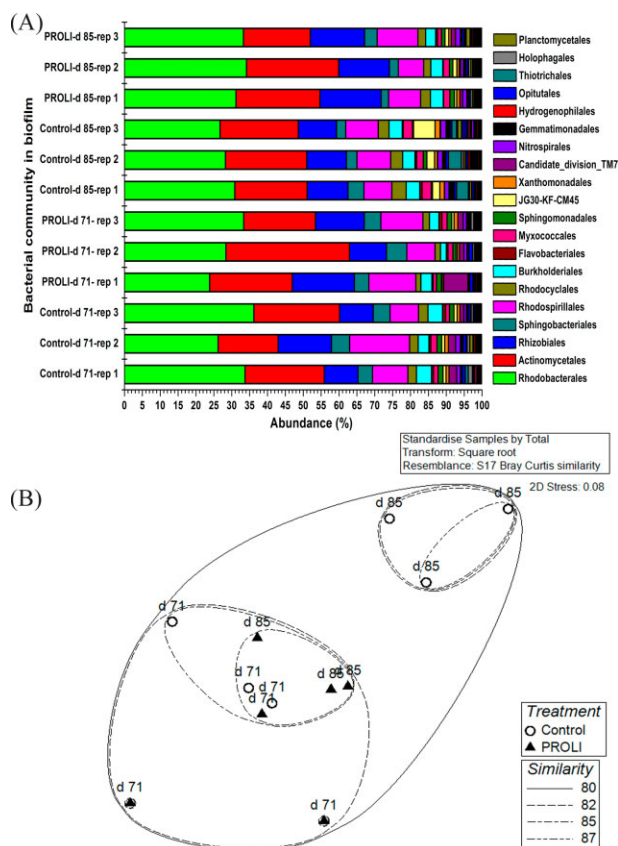 (A)
Bacterial community in biofilm
PROLI-d 85-rep 3
PROLI-d 85-rep 2
PROLI-d 85-rep 1
Control-d 85-rep 3
Control-d 85-rep 2
Control-d 85-rep 1
PROLI-d 71- rep 3
PROLI-d 71- rep 2
PROLI-d 71- rep 1
Control-d 71-rep 3
Control-d 71-rep 2
Control-d 71-rep 1
0 5 10 15 20 25 30 35 40 45 50 55 60 65 70 75 80 85 90 95 100
Abundance (%)
Planctomycetales
Holophagales
Thiotrichales
Opitutales
Hydrogenophilales
Gemmatimonadales
Nitrospirales
Candidate_division_TM7
Xanthomonadales
JG30-KF-CM45
Sphingomonadales
Myxococcales
Flavobacteriales
Burkholderiales
Rhodocyclales
Rhodospirillales
Sphingobacteriales
Rhizobiales
Actinomycetales
Rhodobacterales
(B)
Standardise Samples by Total
Transform: Square root
Resemblance: S17 Bray Curtis similarity
2D Stress: 0.08
d 85
d 85
d 85
d 71
d 85
d 71
d 85
d 85
d 71
d 71
d 71
d 71
Treatment
Control
PROLI
Similarity
80
82
85
87